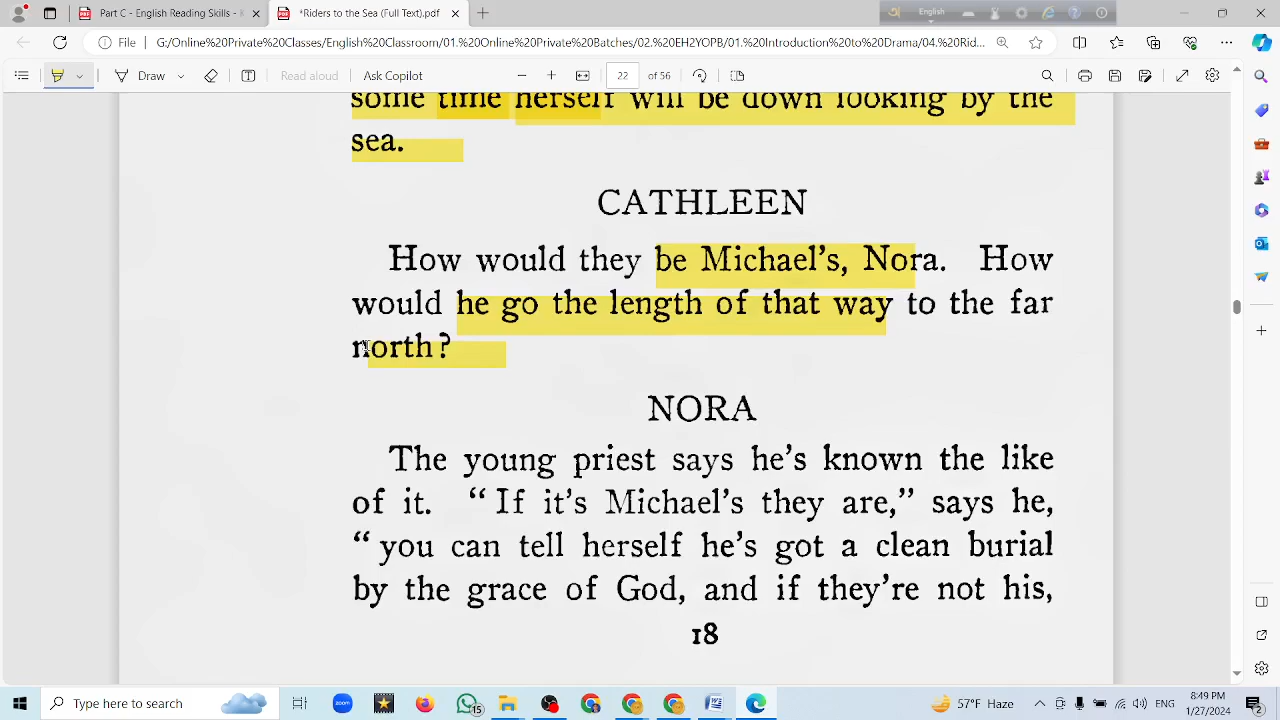 Part C - English Read Skills - R
*Riders to the Sea (Full Text).pdf
English
File
G:/Online%20Private%20Classes/English%20Classroom/01.Online%20Private%20Batches/02.%20EH2YOPB/01.%20Introduction%20to%20Drama/04.%20Rid...
Draw
Read aloud
Ask Copilot
22
of 56
some time herself will be down looking by the
sea.
CATHLEEN
How would they be Michael's, Nora. How
would he go the length of that way to the far
north?
NORA
The young priest says he's known the like
of it. "If it's Michael's they are," says he,
"you can tell herself he's got a clean burial
by the grace of God, and if they're not his,
18
Type here to search
zoom
15
57°F Haze
ENG
8:49 PM
1/27/2024
2